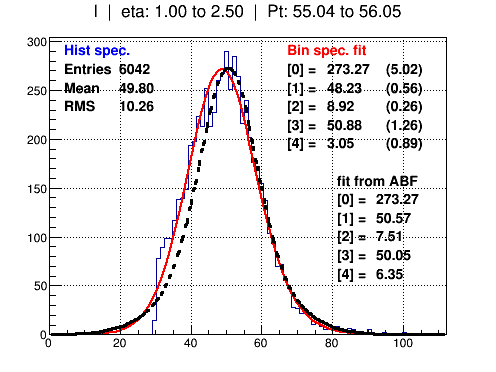 I | eta: 1.00 to 2.50 | Pt: 55.04 to 56.05
Hist spec.
Entries 6042
Mean 49.80
RMS 10.26
Bin spec. fit
[0] = 273.27 (5.02)
[1] = 48.23 (0.56)
[2] = 8.92 (0.26)
[3] = 50.88 (1.26)
[4] = 3.05 (0.89)
fit from ABF
[0] = 273.27
[1] = 50.57
[2] = 7.51
[3] = 50.05
[4] = 6.35
300
250
200
150
100
50
0
0 20 40 60 80 100